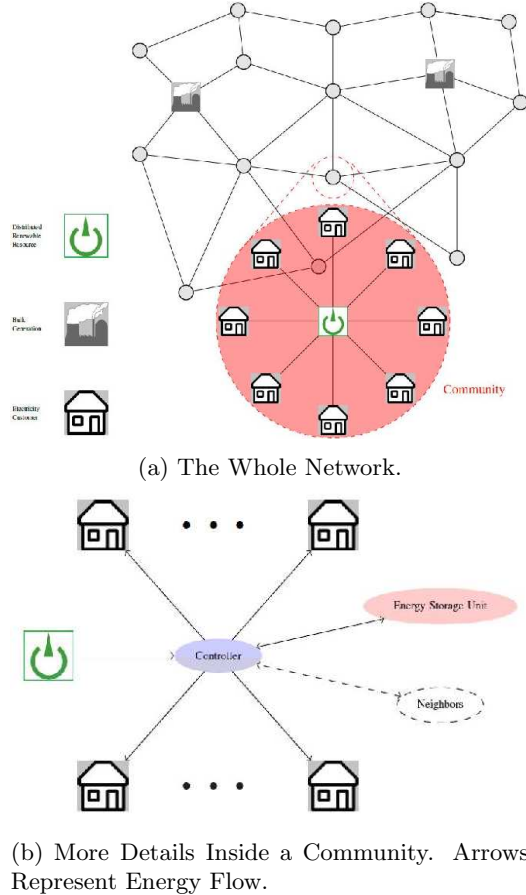 Distributed
Renewable
Resource
Bulk
Generation
Electricity
Customer
Community
(a) The Whole Network.
Energy Storage Unit
Controller
Neighbors
(b) More Details Inside a Community. Arrows
Represent Energy Flow.